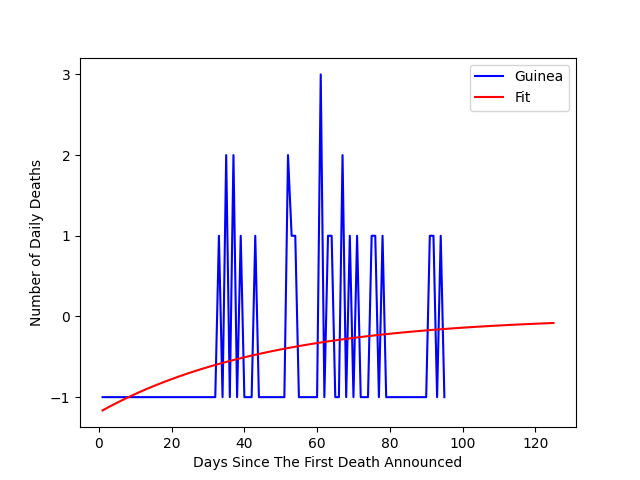 Guinea
Fit
3
2
1
0
−1
Number of Daily Deaths
0 20 40 60 80 100 120
Days Since The First Death Announced